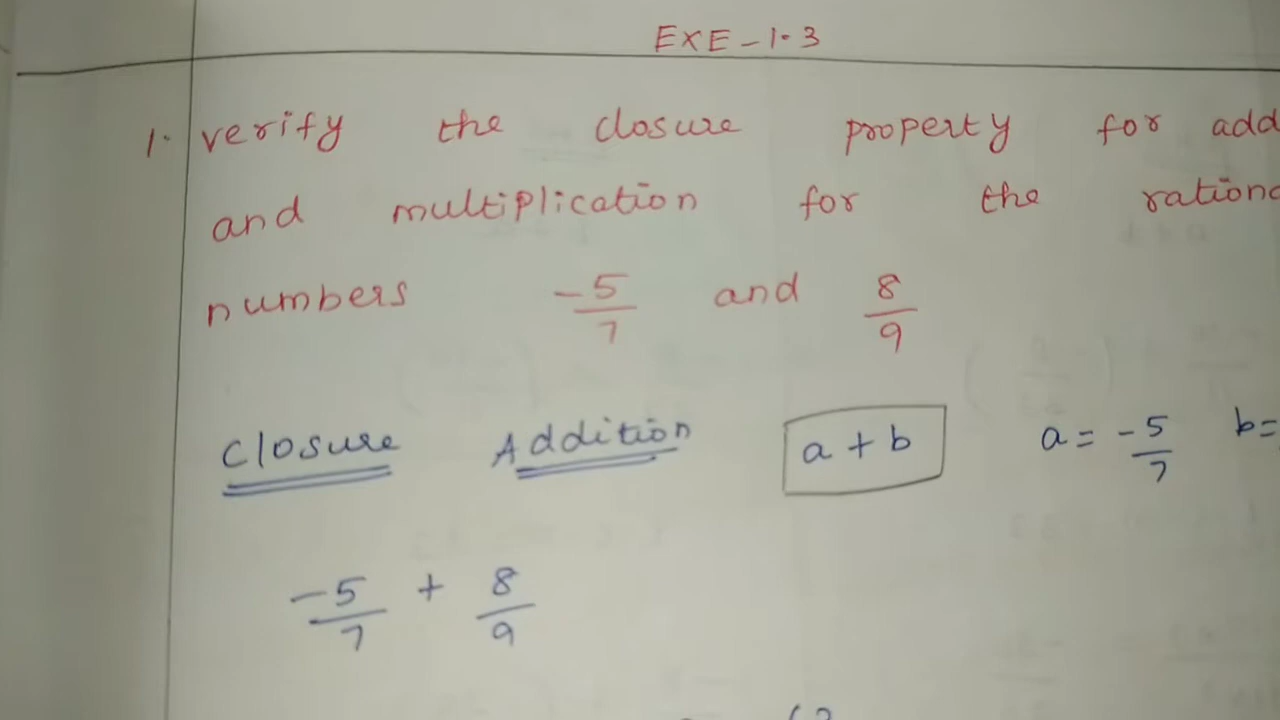 EXE - 1.3
1. verify the closure property for add
and multiplication for the rationa
numbers -5/7 and 8/9
Closure Addition a + b a = -5/7 b =
-5/7 + 8/9